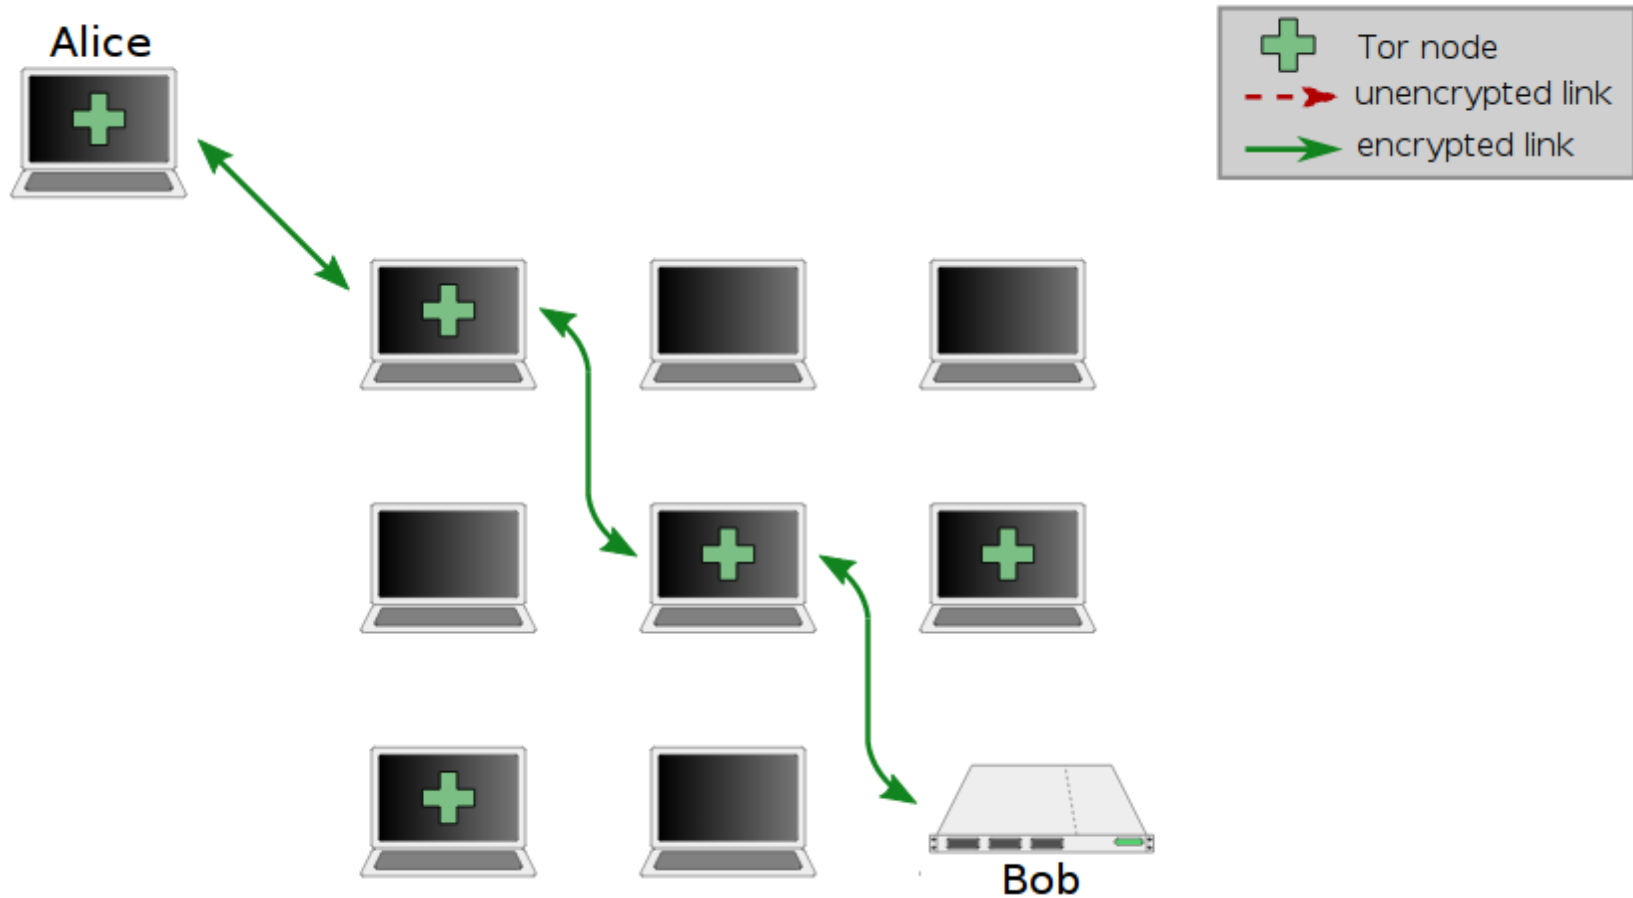 Alice
Tor node
unencrypted link
encrypted link
Bob